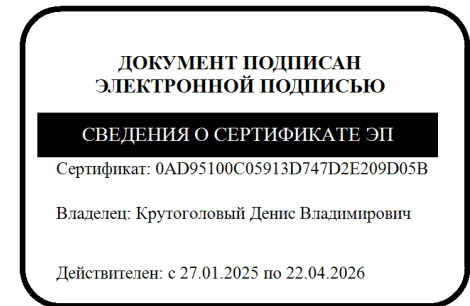 ДОКУМЕНТ ПОДПИСАН
ЭЛЕКТРОННОЙ ПОДПИСЬЮ
СВЕДЕНИЯ О СЕРТИФИКАТЕ ЭП
Сертификат: 0AD95100C05913D747D2E209D05B
Владелец: Крутоголовый Денис Владимирович
Действителен: с 27.01.2025 по 22.04.2026